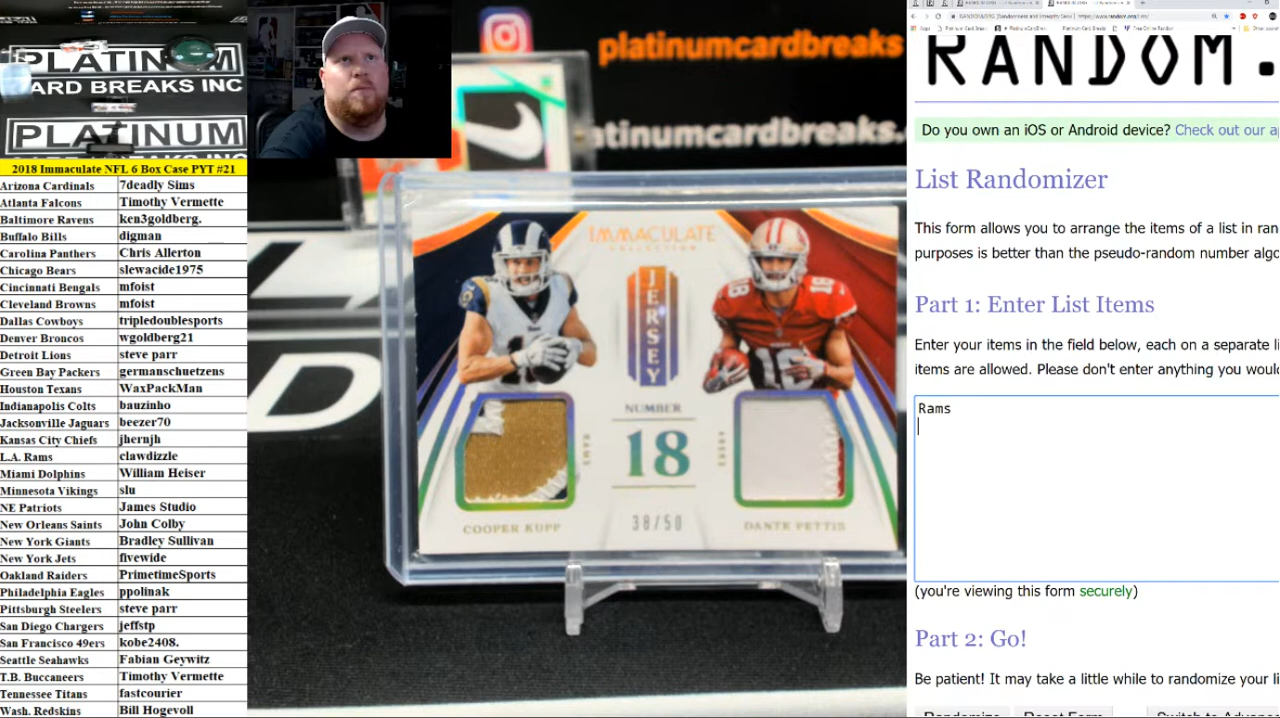 PLATINUM
CARD BREAKS INC
PLATINUM
2018 Immaculate NFL 6 Box Case PYT #21
Arizona Cardinals 7deadly Sims
Atlanta Falcons Timothy Vermette
Baltimore Ravens ken3goldberg.
Buffalo Bills digman
Carolina Panthers Chris Allerton
Chicago Bears slewacide1975
Cincinnati Bengals mfoist
Cleveland Browns mfoist
Dallas Cowboys tripledoublesports
Denver Broncos wgoldberg21
Detroit Lions steve parr
Green Bay Packers germanschuetzens
Houston Texans WaxPackMan
Indianapolis Colts bauzinho
Jacksonville Jaguars beezer70
Kansas City Chiefs jhernjh
L.A. Rams clawdizzle
Miami Dolphins William Heiser
Minnesota Vikings slu
NE Patriots James Studio
New Orleans Saints John Colby
New York Giants Bradley Sullivan
New York Jets fivewide
Oakland Raiders PrimetimeSports
Philadelphia Eagles ppolinak
Pittsburgh Steelers steve parr
San Diego Chargers jeffstp
San Francisco 49ers kobe2408.
Seattle Seahawks Fabian Geywitz
T.B. Buccaneers Timothy Vermette
Tennessee Titans fastcourier
Wash. Redskins Bill Hogevoll
platinumcardbreaks
atinumcardbreaks.
D
IMMACULATE
COLLECTION
JERSEY
NUMBER
18
38/50
COOPER KUPP
DANTE PETTIS
18
18
RANDOM.
Do you own an iOS or Android device? Check out our a
List Randomizer
This form allows you to arrange the items of a list in ran
purposes is better than the pseudo-random number algo
Part 1: Enter List Items
Enter your items in the field below, each on a separate li
items are allowed. Please don't enter anything you would
Rams
(you're viewing this form securely)
Part 2: Go!
Be patient! It may take a little while to randomize your li
Randomize Reset Form Switch to Advanc